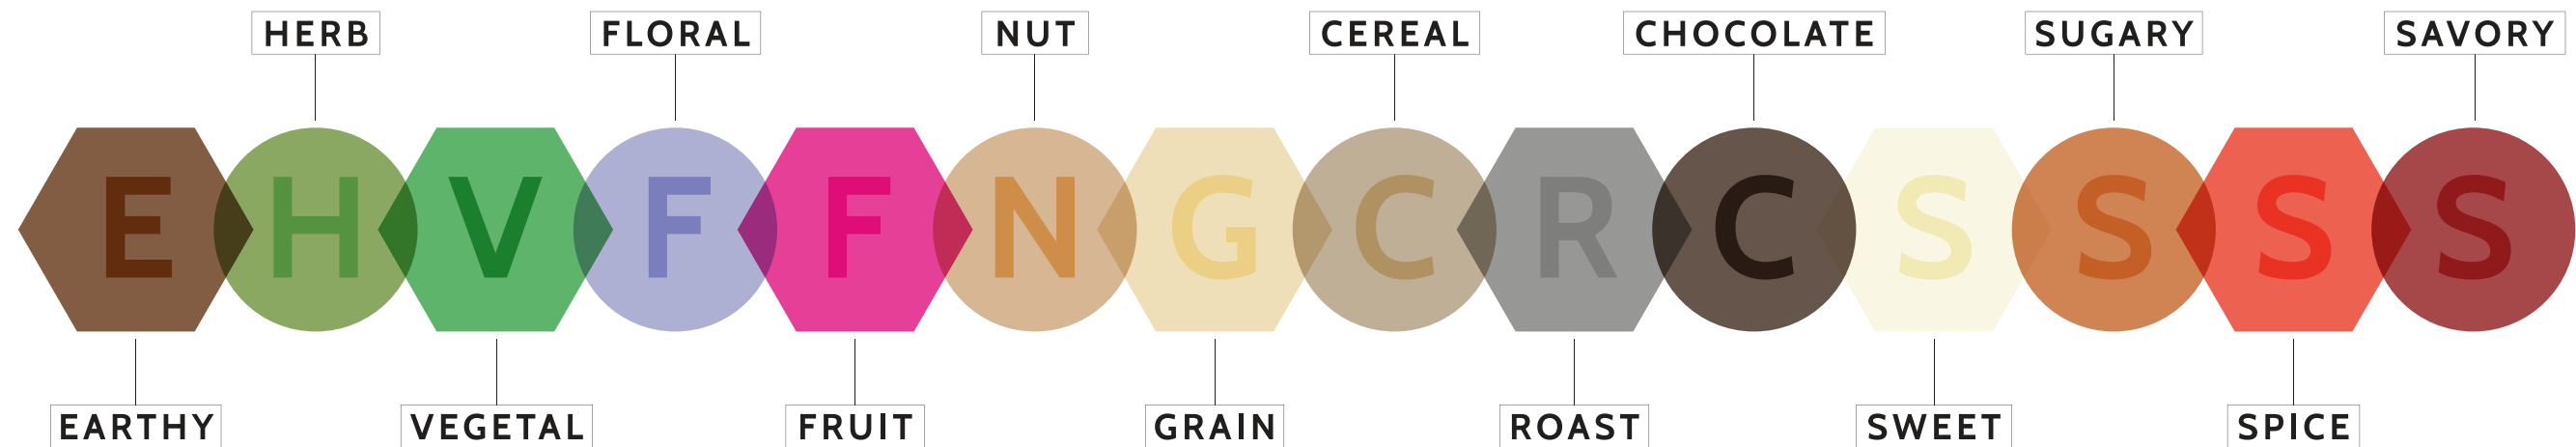 HERB FLORAL NUT CEREAL CHOCOLATE SUGARY SAVORY
E H V F F N G C R C S S S S
EARTHY VEGETAL FRUIT GRAIN ROAST SWEET SPICE